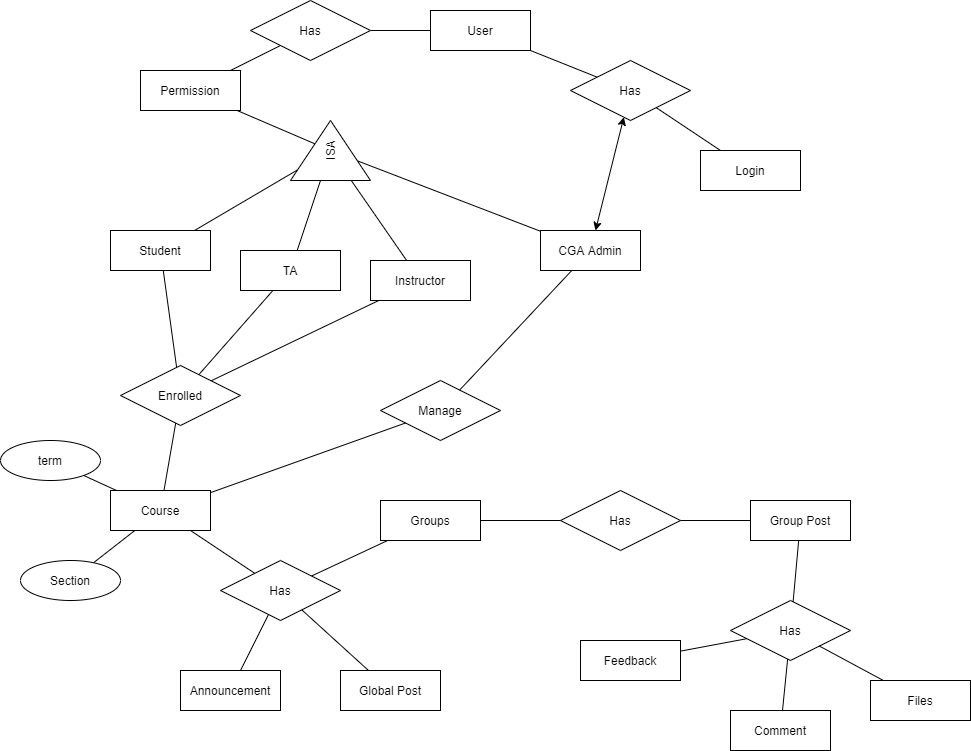 Has
User
Permission
Has
ISA
Login
Student
TA
Instructor
CGA Admin
Enrolled
Manage
term
Course
Section
Groups
Has
Group Post
Has
Has
Feedback
Announcement
Global Post
Files
Comment